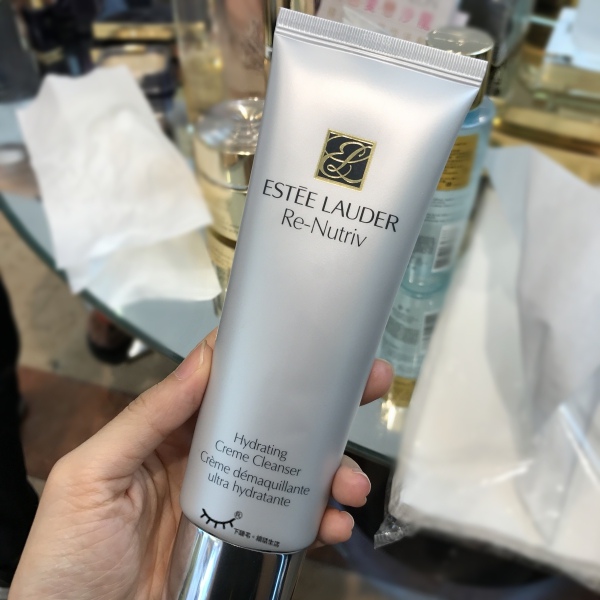 ESTĒE LAUDER
Re-Nutriv
Hydrating
Creme Cleanser
Crème démaquillante
ultra hydratante